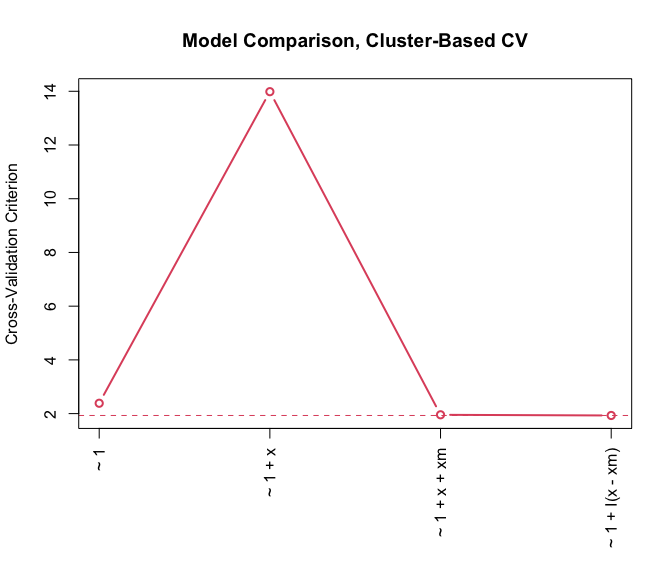 Model Comparison, Cluster-Based CV
Cross-Validation Criterion
14
12
10
8
6
4
2
~ 1
~ 1 + x
~ 1 + x + xm
~ 1 + I(x - xm)